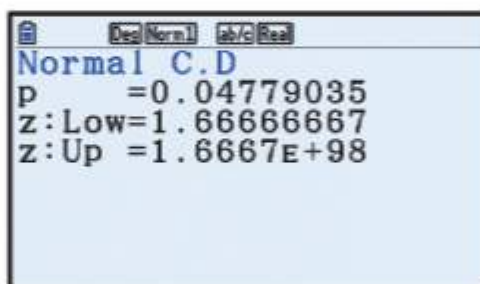 Deg Norm1 ab/c Real
Normal C.D
p =0.04779035
z:Low=1.66666667
z:Up =1.6667E+98